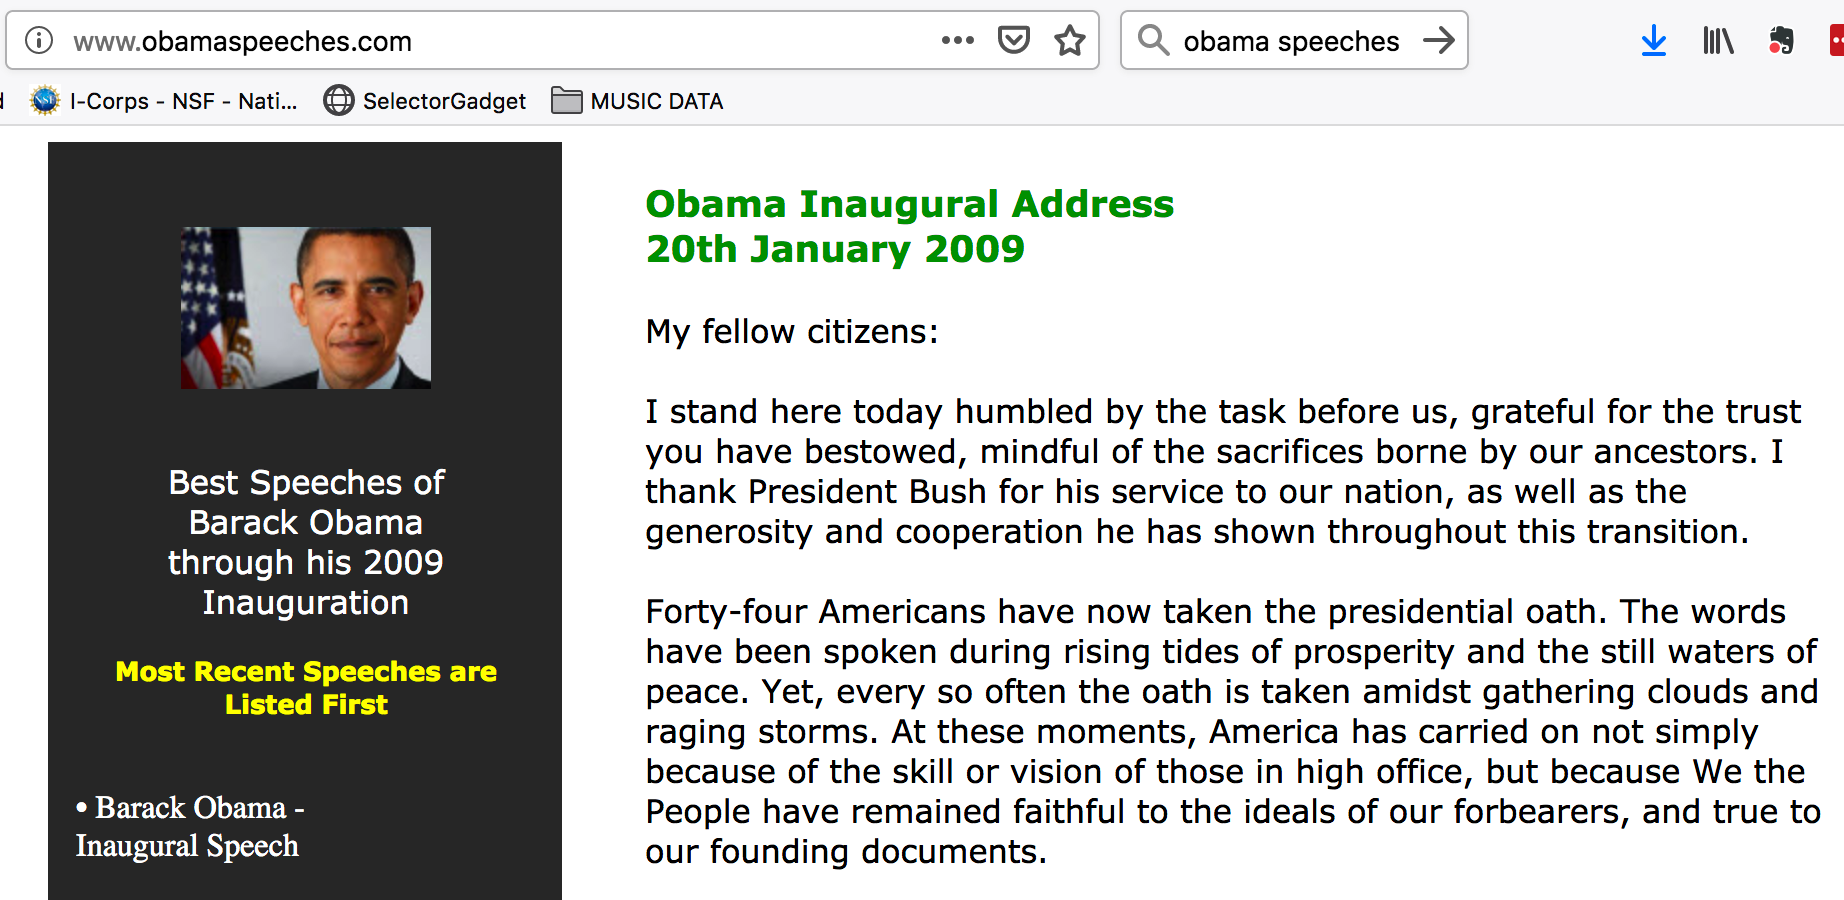 www.obamaspeeches.com
obama speeches
I-Corps - NSF - Nati...
SelectorGadget
MUSIC DATA
Best Speeches of
Barack Obama
through his 2009
Inauguration
Most Recent Speeches are
Listed First
• Barack Obama -
Inaugural Speech
Obama Inaugural Address
20th January 2009
My fellow citizens:
I stand here today humbled by the task before us, grateful for the trust
you have bestowed, mindful of the sacrifices borne by our ancestors. I
thank President Bush for his service to our nation, as well as the
generosity and cooperation he has shown throughout this transition.
Forty-four Americans have now taken the presidential oath. The words
have been spoken during rising tides of prosperity and the still waters of
peace. Yet, every so often the oath is taken amidst gathering clouds and
raging storms. At these moments, America has carried on not simply
because of the skill or vision of those in high office, but because We the
People have remained faithful to the ideals of our forbearers, and true to
our founding documents.